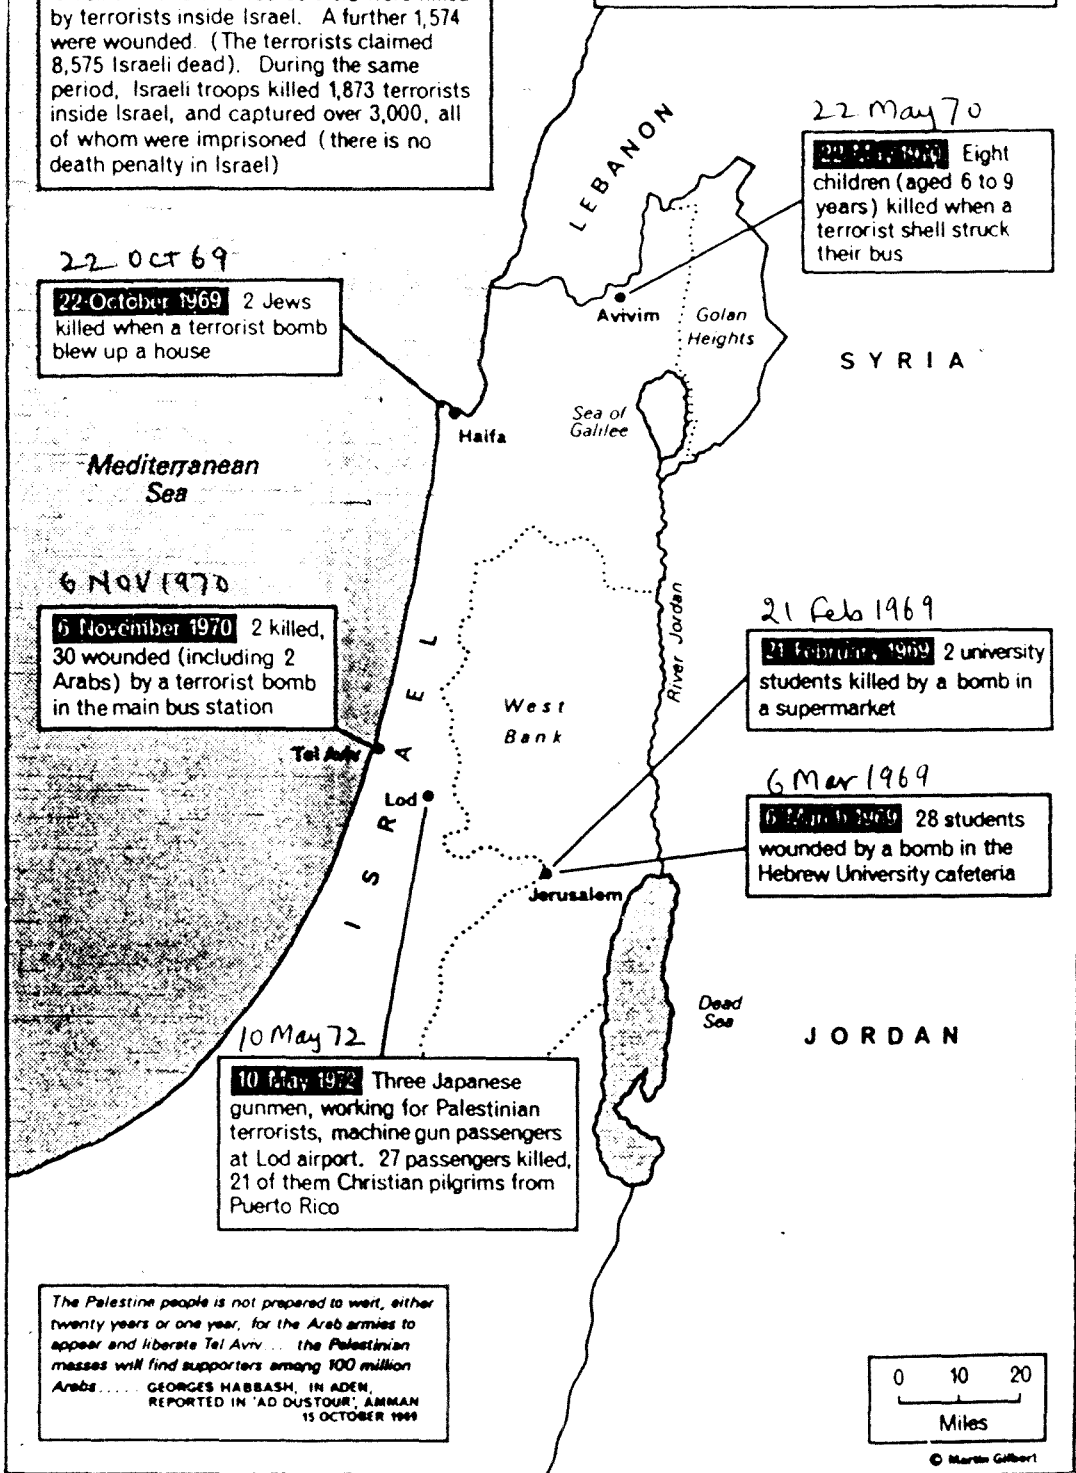 by terrorists inside Israel. A further 1,574
were wounded. (The terrorists claimed
8,575 Israeli dead). During the same
period, Israeli troops killed 1,873 terrorists
inside Israel, and captured over 3,000, all
of whom were imprisoned (there is no
death penalty in Israel)
22 May 70
22 May 1970 Eight
children (aged 6 to 9
years) killed when a
terrorist shell struck
their bus
LEBANON
22 OCT 69
22 October 1969 2 Jews
killed when a terrorist bomb
blew up a house
Avivim
Golan
Heights
SYRIA
Haifa
Sea of
Galilee
Mediterranean
Sea
6 NOV 1970
6 November 1970 2 killed,
30 wounded (including 2
Arabs) by a terrorist bomb
in the main bus station
Tel Aviv
Lod
ISRAEL
West
Bank
River Jordan
21 Feb 1969
21 February 1969 2 university
students killed by a bomb in
a supermarket
6 Mar 1969
6 March 1969 28 students
wounded by a bomb in the
Hebrew University cafeteria
Jerusalem
Dead
Sea
JORDAN
10 May 72
10 May 1972 Three Japanese
gunmen, working for Palestinian
terrorists, machine gun passengers
at Lod airport. 27 passengers killed,
21 of them Christian pilgrims from
Puerto Rico
The Palestine people is not prepared to wait, either
twenty years or one year, for the Arab armies to
appear and liberate Tel Aviv... the Palestinian
masses will find supporters among 100 million
Arabs..... GEORGES HABBASH, IN ADEN,
REPORTED IN 'AD DUSTOUR', AMMAN
15 OCTOBER 1969
0 10 20
Miles
© Martin Gilbert